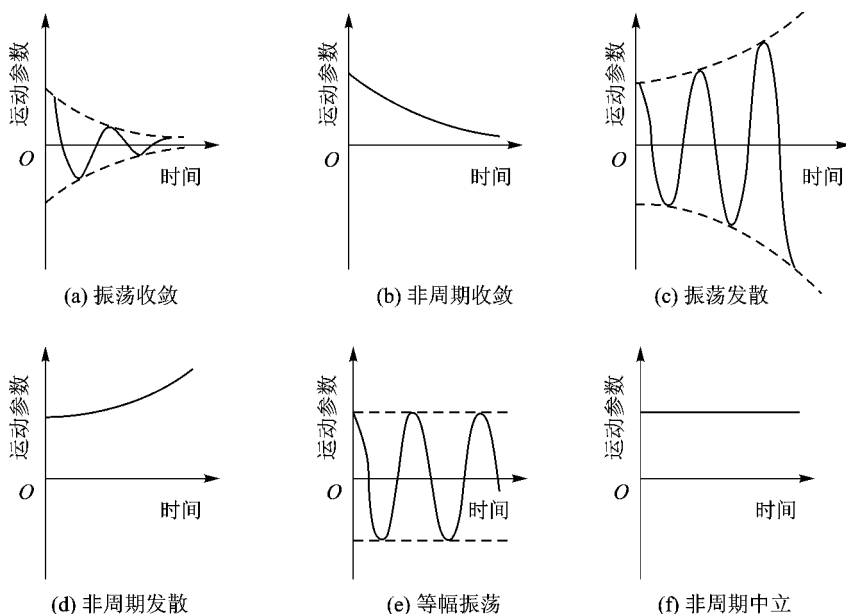 运动参数
O
时间
(a) 振荡收敛
运动参数
O
时间
(b) 非周期收敛
运动参数
O
时间
(c) 振荡发散
运动参数
O
时间
(d) 非周期发散
运动参数
O
时间
(e) 等幅振荡
运动参数
O
时间
(f) 非周期中立